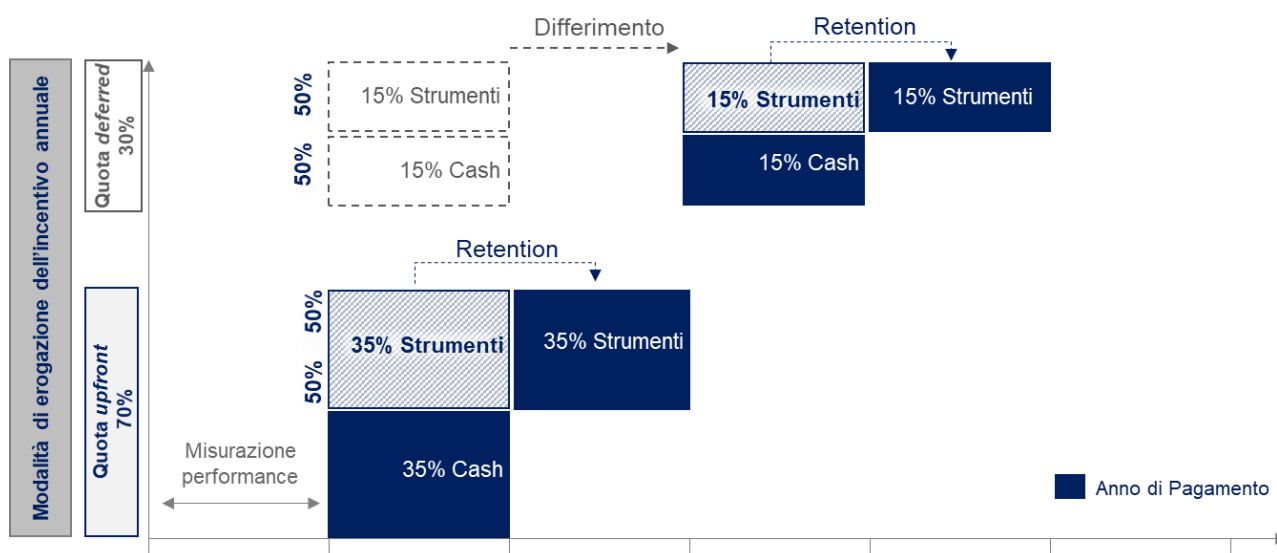 Modalità di erogazione dell'incentivo annuale
Quota deferred
30%
50%
50%
15% Strumenti
15% Cash
Differimento
Retention
15% Strumenti
15% Strumenti
15% Cash
Quota upfront
70%
Misurazione
performance
50%
50%
Retention
35% Strumenti
35% Strumenti
35% Cash
Anno di Pagamento